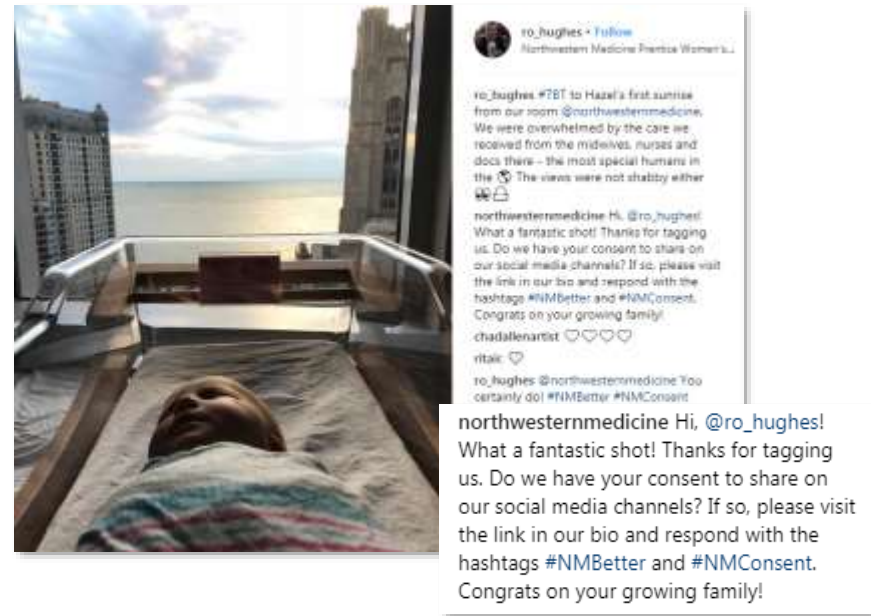 ro_hughes • Follow
Northwestern Medicine Prentice Women's...
ro_hughes #TBT to Hazel's first sunrise
from our room @northwesternmedicine.
We were overwhelmed by the care we
received from the midwives, nurses and
docs there - the most special humans in
the 🌎 The views were not shabby either
northwesternmedicine Hi, @ro_hughes!
What a fantastic shot! Thanks for tagging
us. Do we have your consent to share on
our social media channels? If so, please visit
the link in our bio and respond with the
hashtags #NMBetter and #NMConsent.
Congrats on your growing family!
chadallenartist ♡♡♡♡
ritaic ♡
ro_hughes @northwesternmedicine You
certainly do! #NMBetter #NMConsent
northwesternmedicine Hi, @ro_hughes!
What a fantastic shot! Thanks for tagging
us. Do we have your consent to share on
our social media channels? If so, please visit
the link in our bio and respond with the
hashtags #NMBetter and #NMConsent.
Congrats on your growing family!